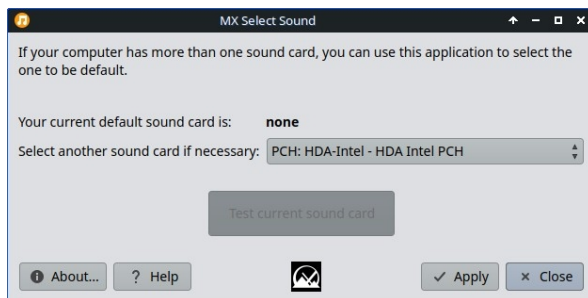 MX Select Sound
If your computer has more than one sound card, you can use this application to select the
one to be default.
Your current default sound card is: none
Select another sound card if necessary: PCH: HDA-Intel - HDA Intel PCH
Test current sound card
About... ? Help Apply Close